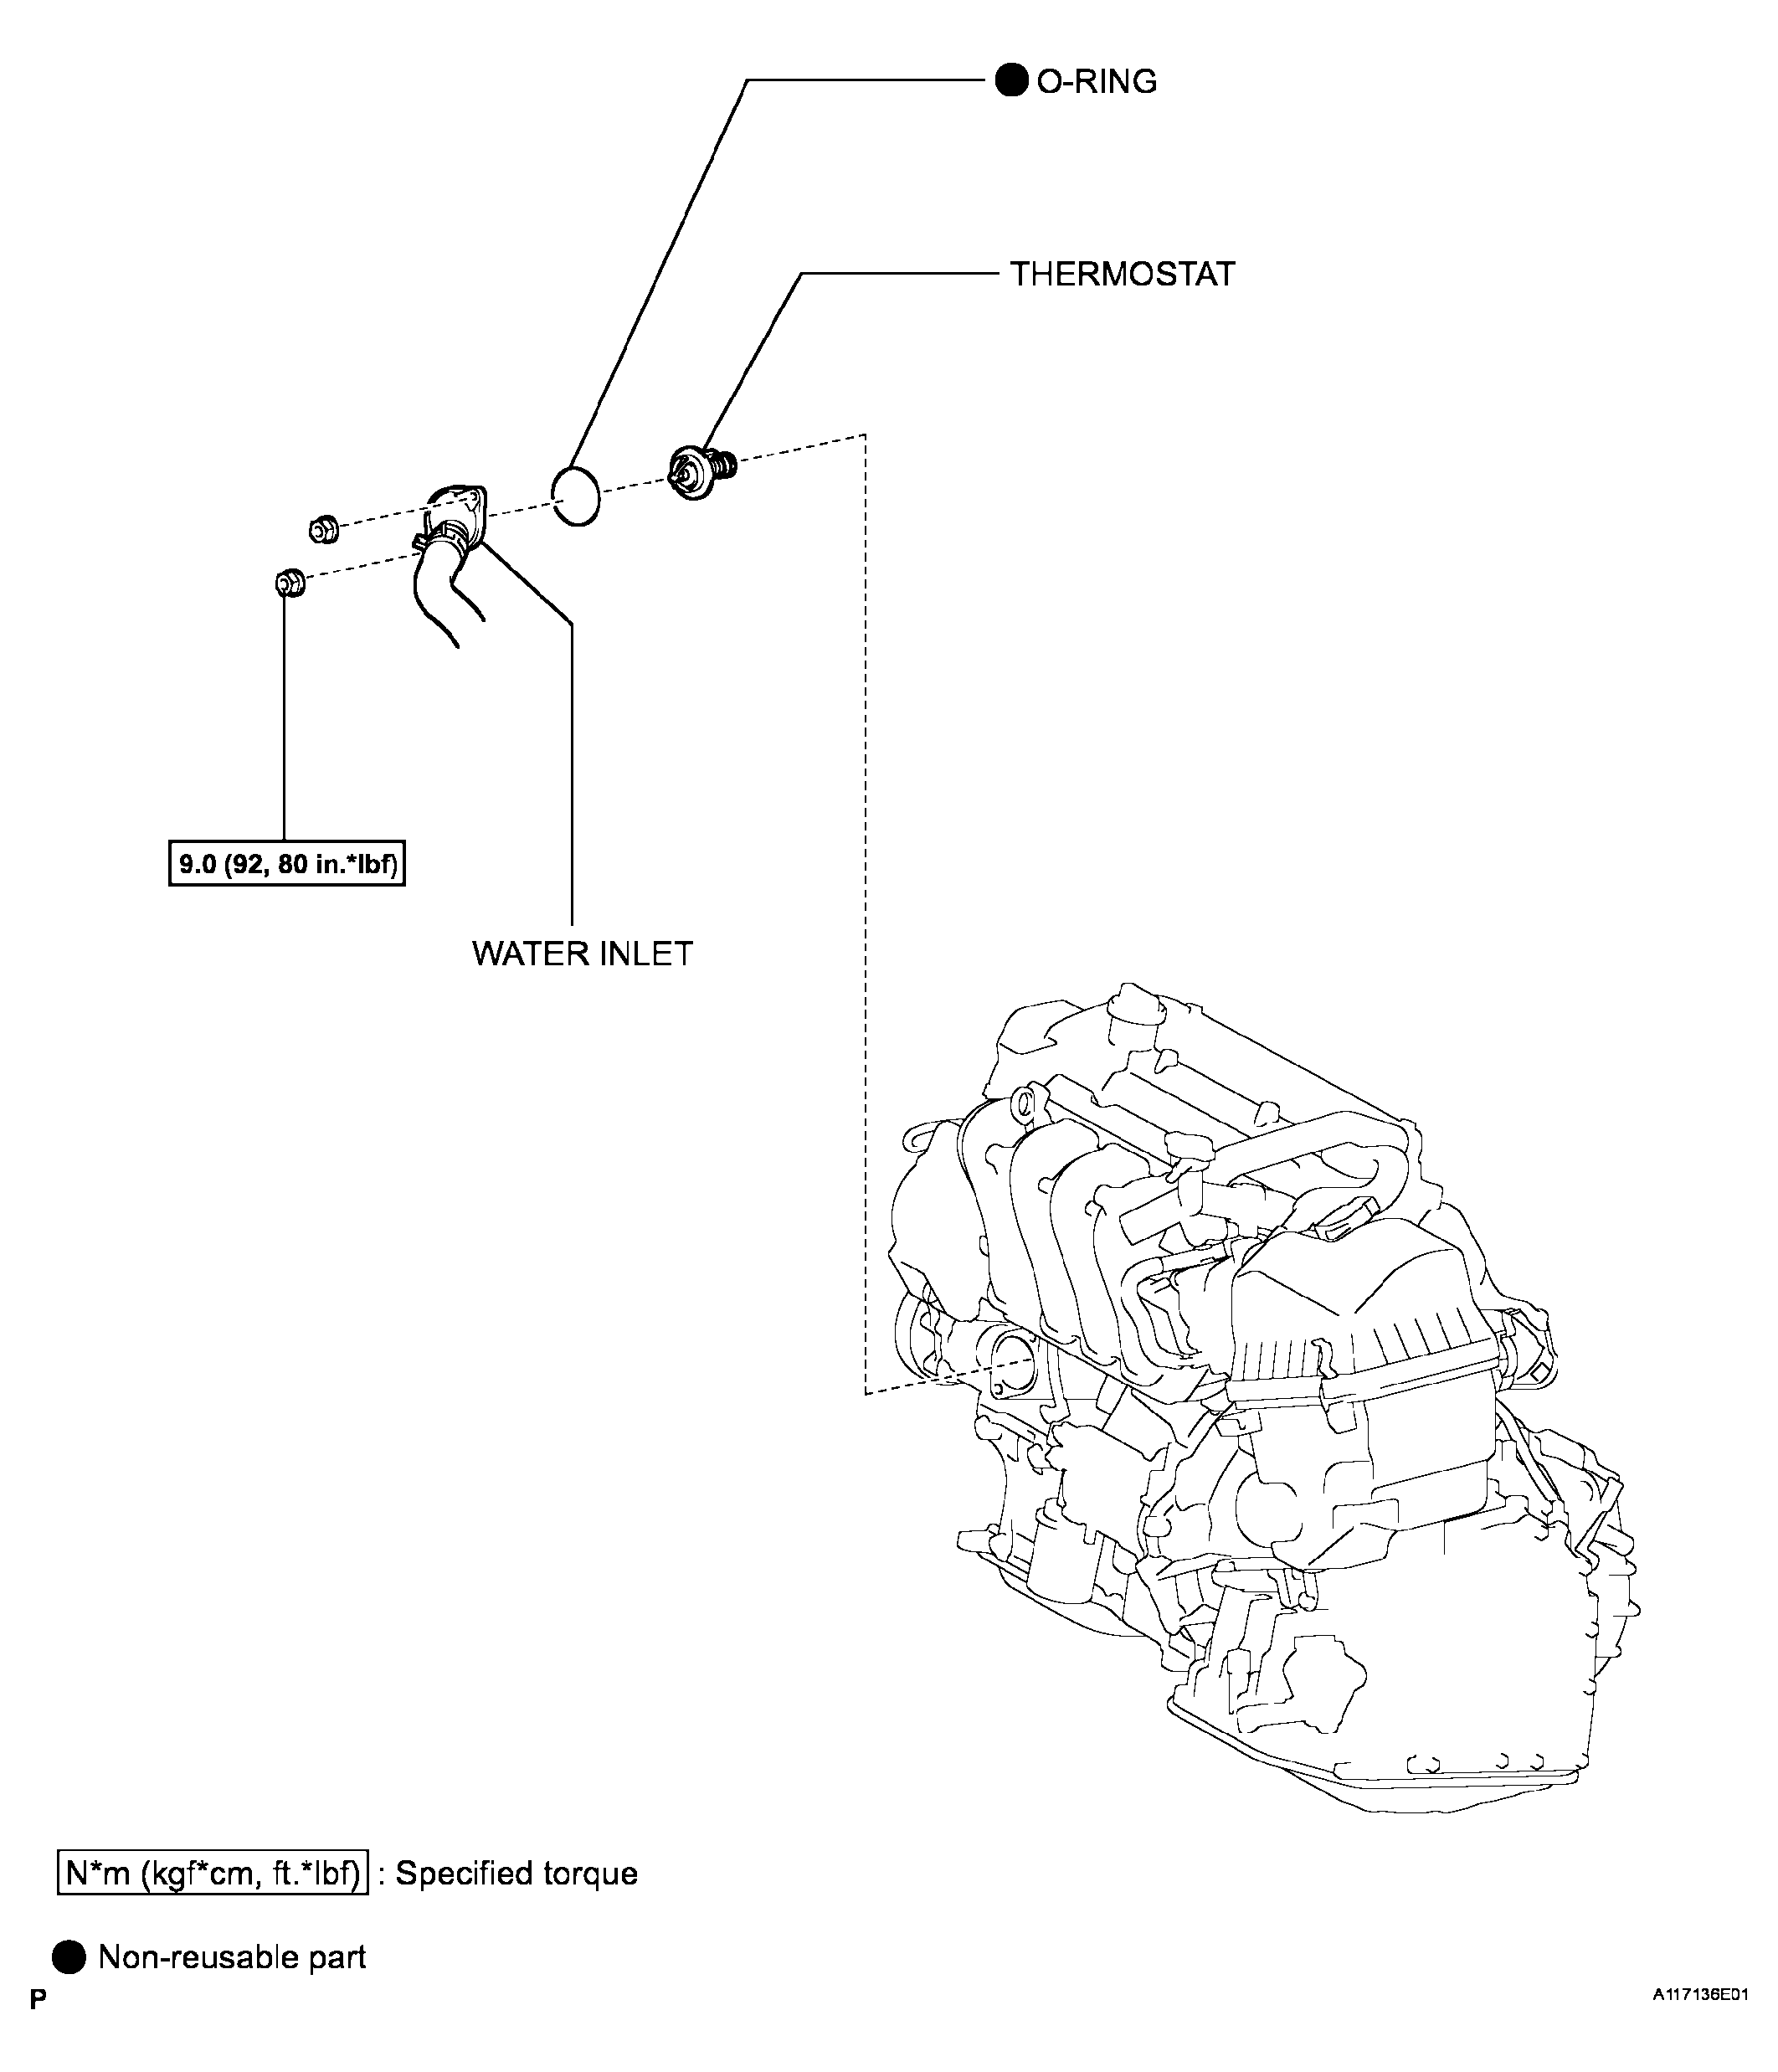 O-RING
THERMOSTAT
9.0 (92, 80 in.*lbf)
WATER INLET
N*m (kgf*cm, ft.*lbf) : Specified torque
Non-reusable part
P
A117136E01